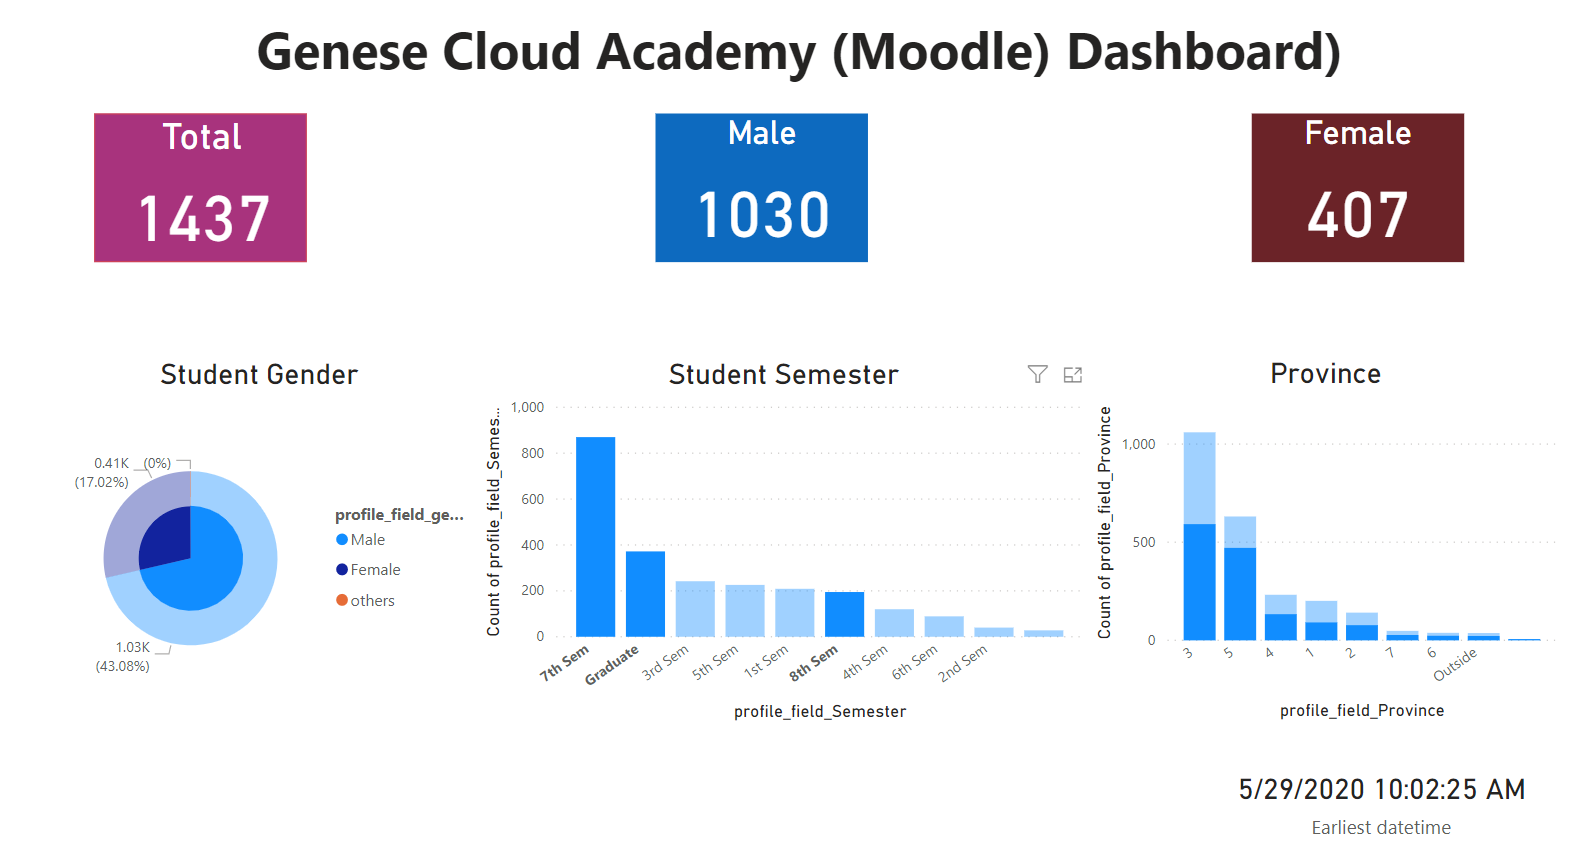 Genese Cloud Academy (Moodle) Dashboard)
Total
1437
Male
1030
Female
407
Student Gender
0.41K
(17.02%)
(0%)
1.03K
(43.08%)
profile_field_ge...
Male
Female
others
Student Semester
Count of profile_field_Semes...
1,000
800
600
400
200
0
7th Sem
Graduate
3rd Sem
5th Sem
1st Sem
8th Sem
4th Sem
6th Sem
2nd Sem
profile_field_Semester
Province
Count of profile_field_Province
1,000
500
0
3
5
4
1
2
7
6
Outside
profile_field_Province
5/29/2020 10:02:25 AM
Earliest datetime